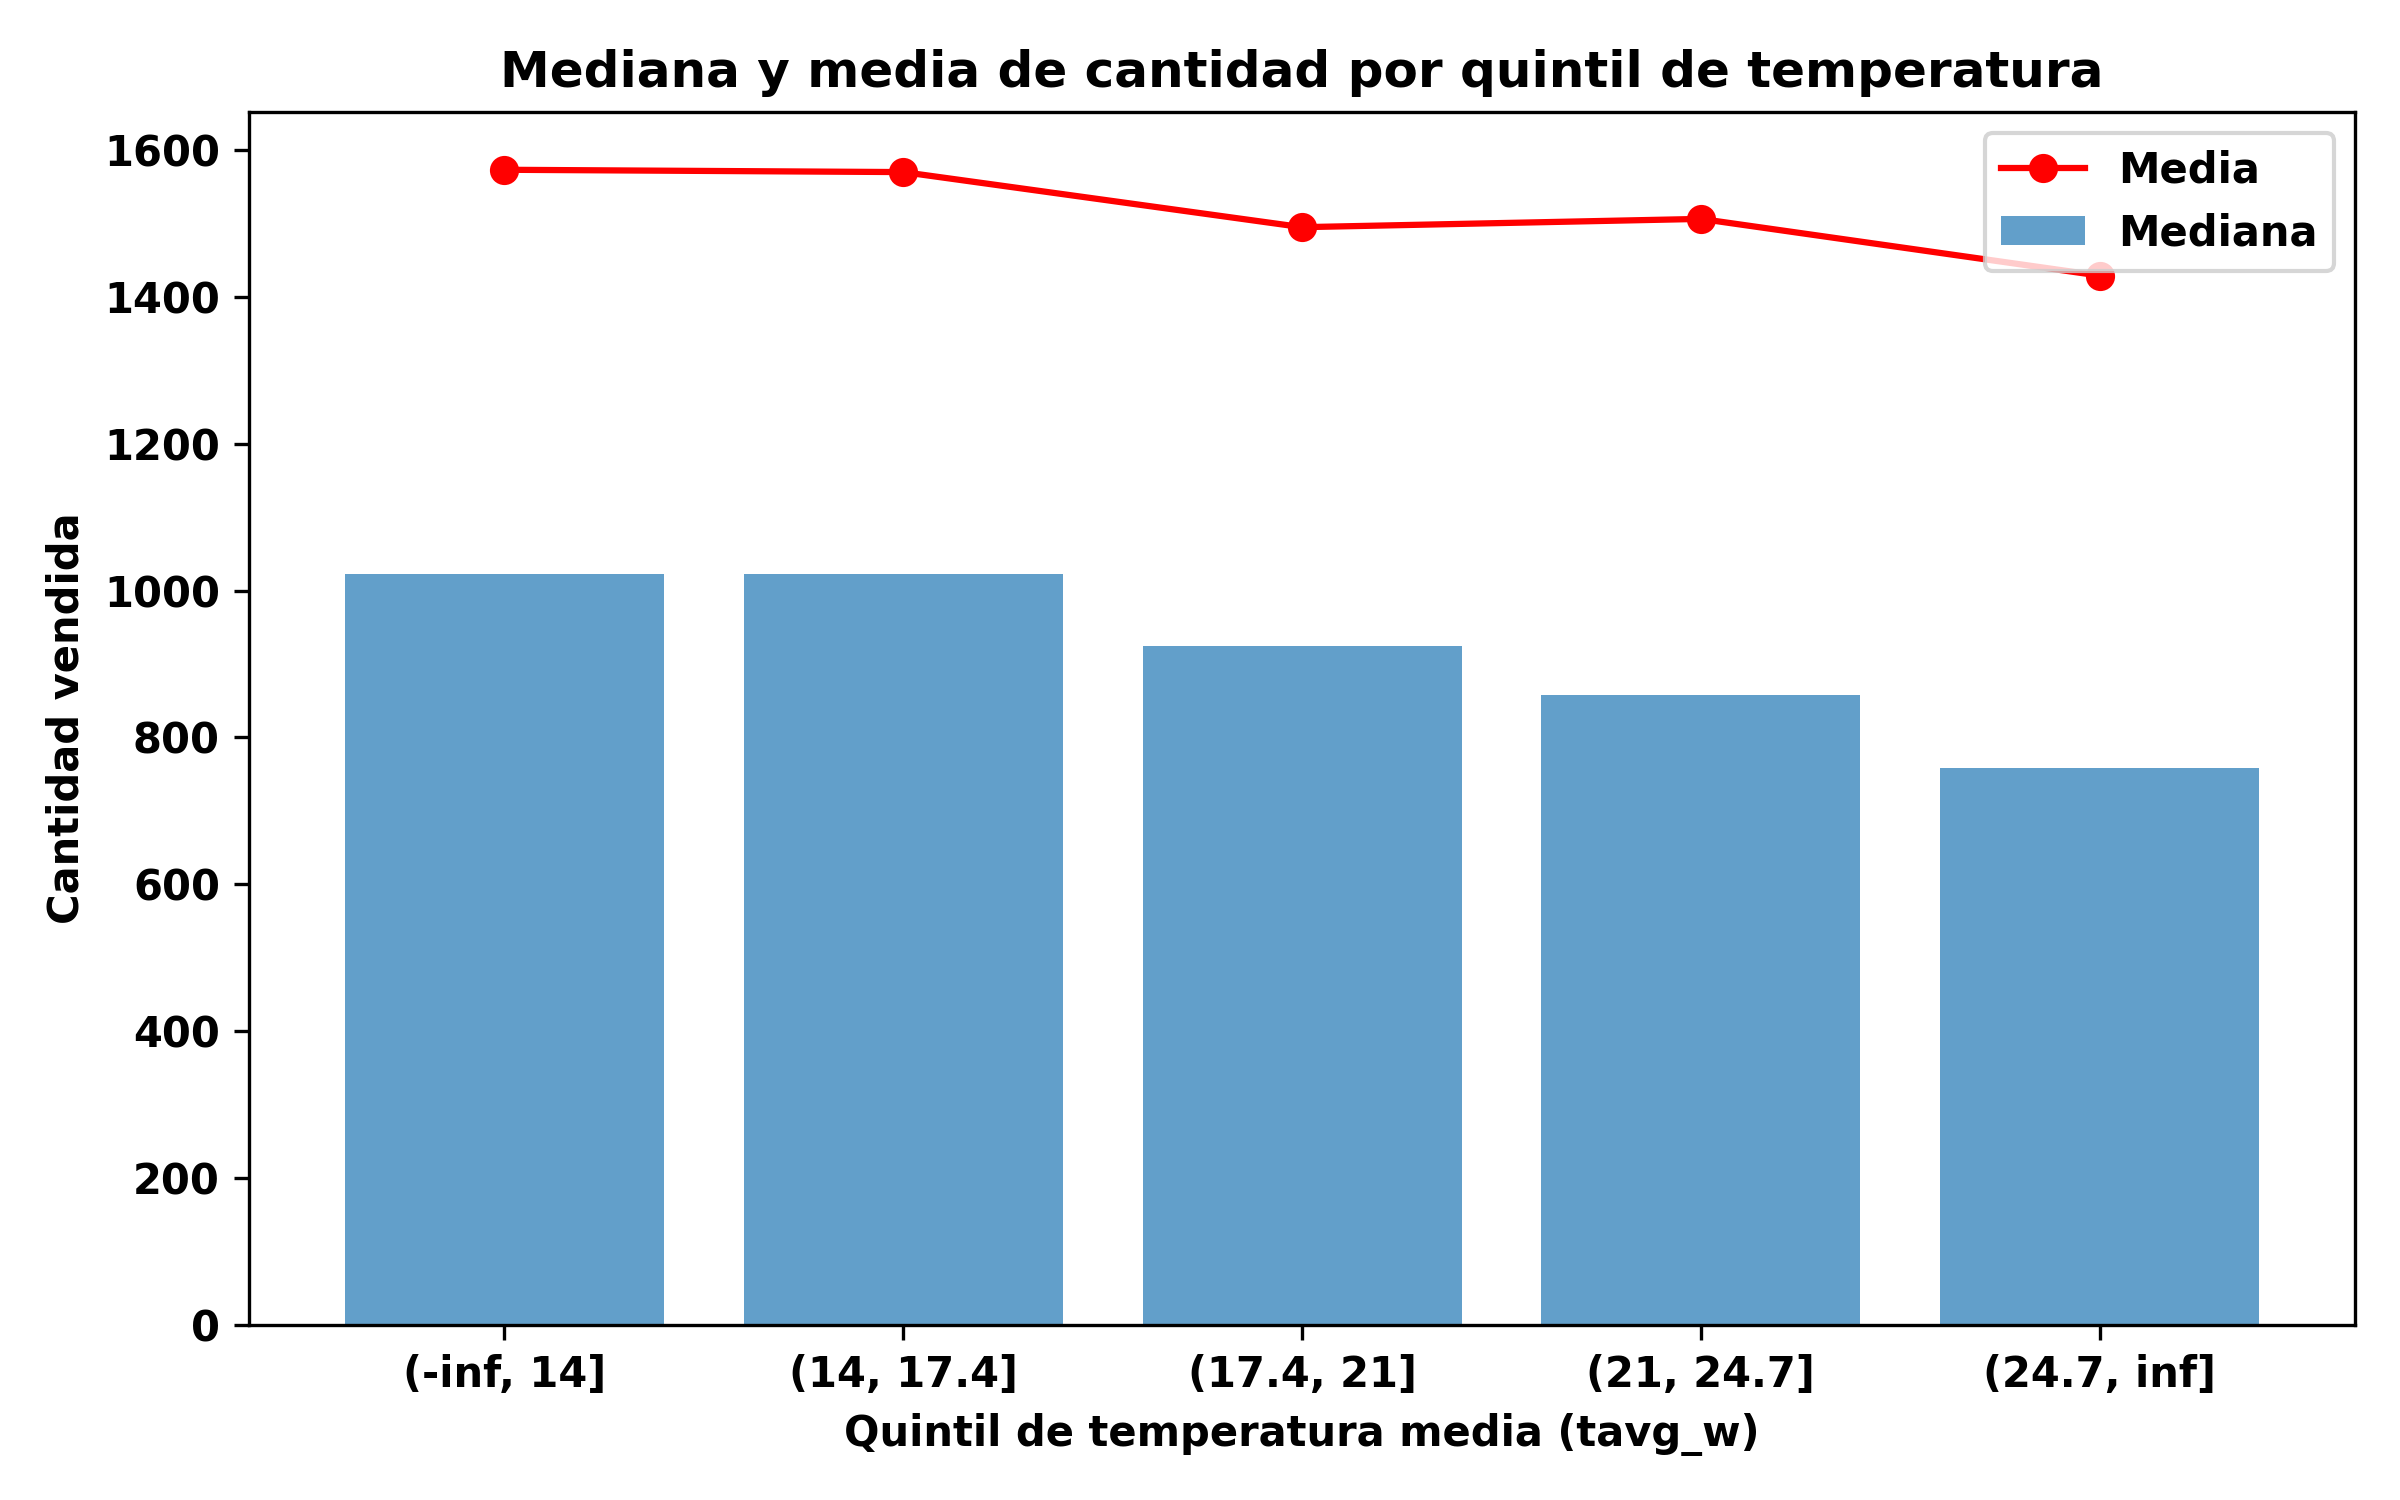 Mediana y media de cantidad por quintil de temperatura
Media
Mediana
Cantidad vendida
1600
1400
1200
1000
800
600
400
200
0
(-inf, 14]
(14, 17.4]
(17.4, 21]
(21, 24.7]
(24.7, inf]
Quintil de temperatura media (tavg_w)